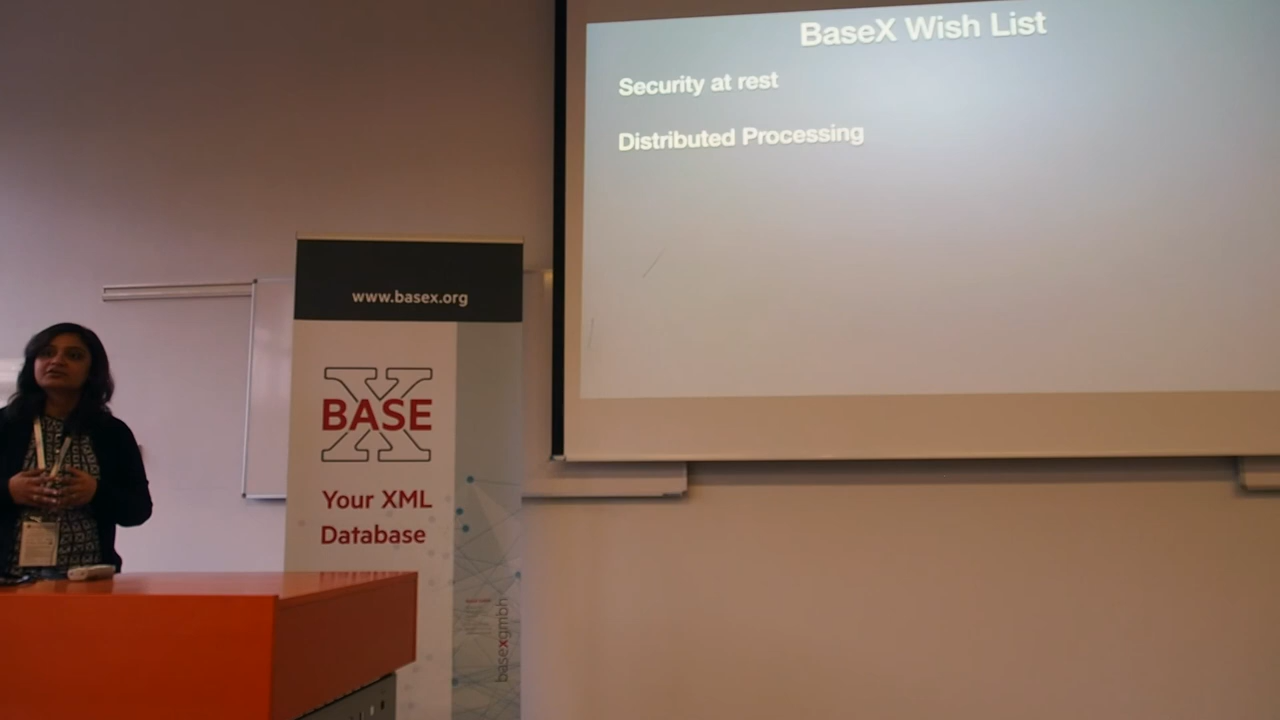 BaseX Wish List
Security at rest
Distributed Processing
www.basex.org
BASE
X
Your XML
Database
basexgmbh